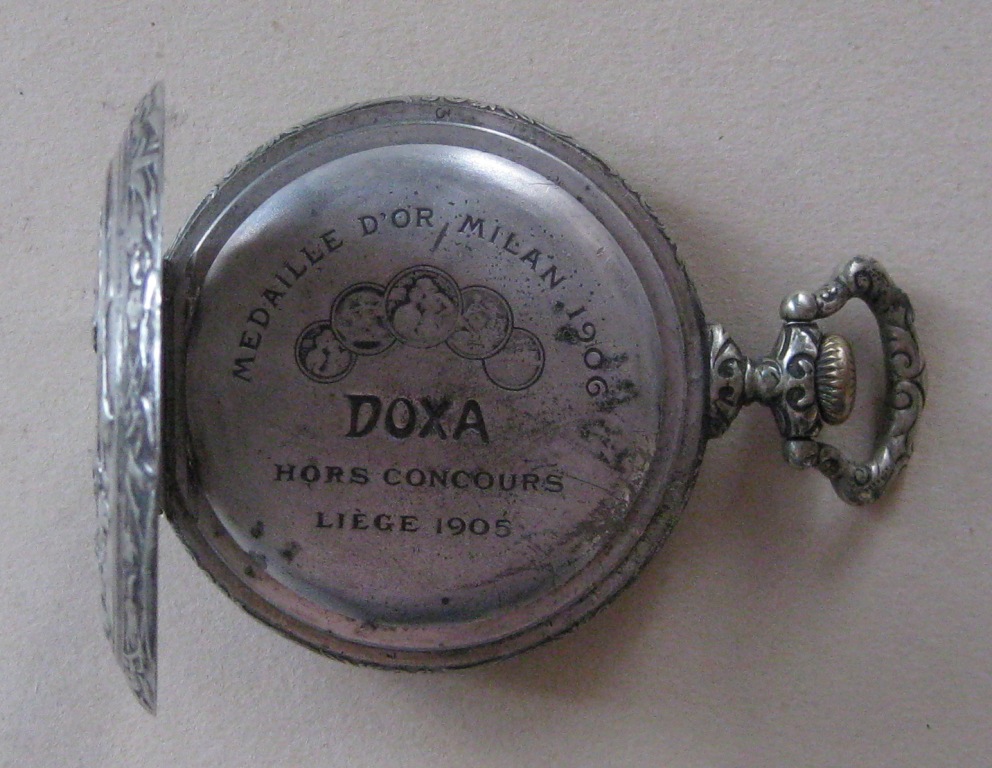 MEDAILLE D'OR MILAN 1906
DOXA
HORS CONCOURS
LIÈGE 1905